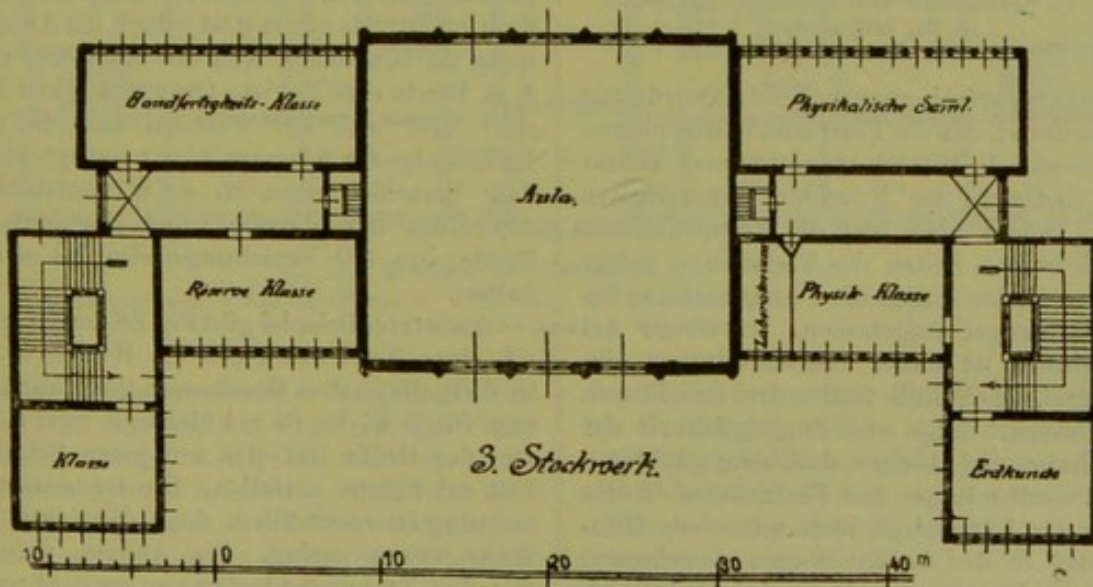 Handfertigkeits-Klasse
Physikalische Saml.
Aula.
Reserve Klasse
Laboratorium
Physik Klasse
3. Stockwerk.
Klasse
Erdkunde
10 0 10 20 30 40 m